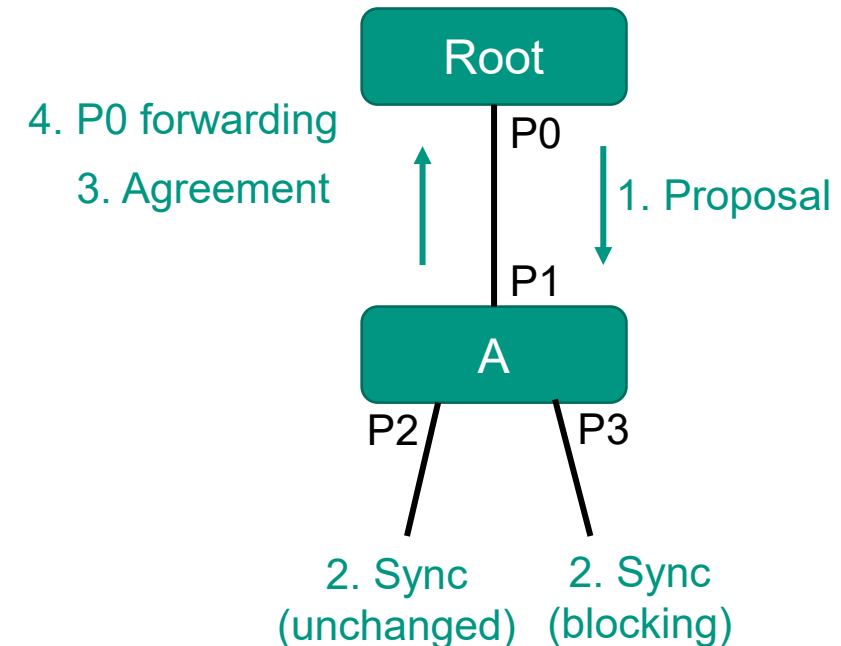 Root
4. P0 forwarding
P0
3. Agreement
1. Proposal
P1
A
P2
P3
2. Sync
(unchanged)
2. Sync
(blocking)